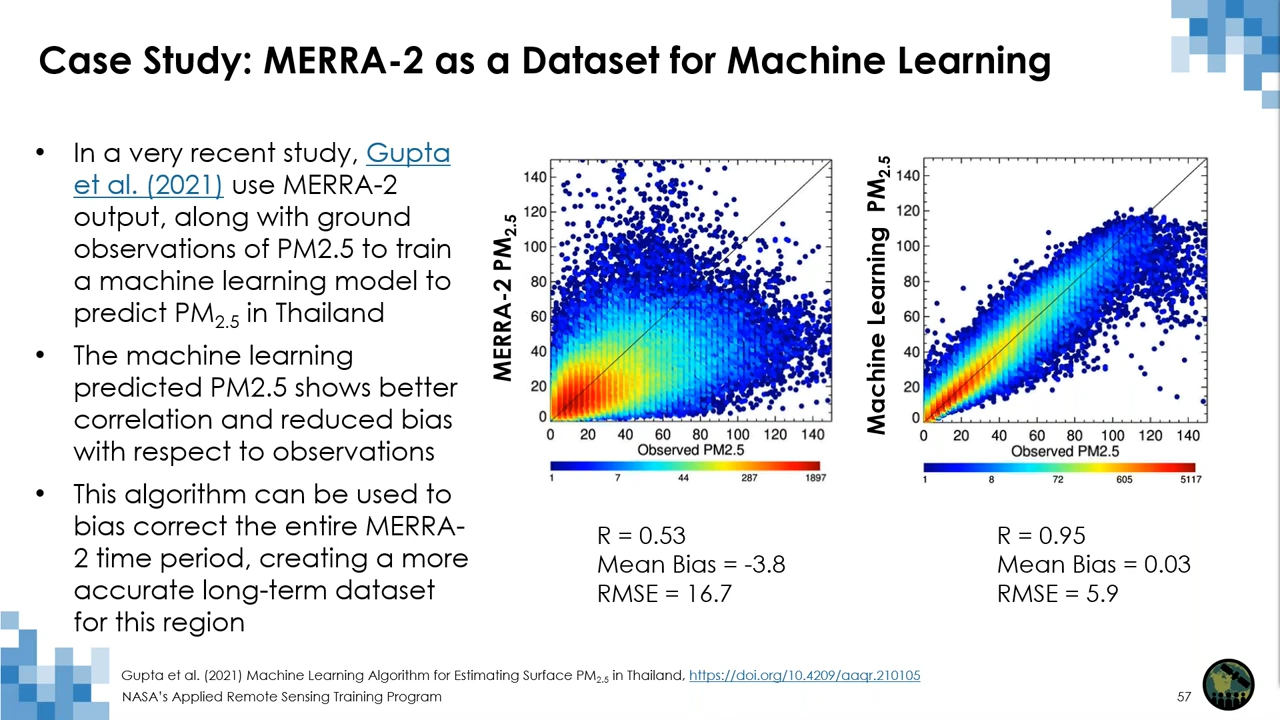 Case Study: MERRA-2 as a Dataset for Machine Learning
• In a very recent study, Gupta
et al. (2021) use MERRA-2
output, along with ground
observations of PM2.5 to train
a machine learning model to
predict PM2.5 in Thailand
• The machine learning
predicted PM2.5 shows better
correlation and reduced bias
with respect to observations
• This algorithm can be used to
bias correct the entire MERRA-
2 time period, creating a more
accurate long-term dataset
for this region
MERRA-2 PM2.5
140
120
100
80
60
40
20
0
0 20 40 60 80 100 120 140
Observed PM2.5
1 7 44 287 1897
R = 0.53
Mean Bias = -3.8
RMSE = 16.7
Machine Learning PM2.5
140
120
100
80
60
40
20
0
0 20 40 60 80 100 120 140
Observed PM2.5
1 8 72 605 5117
R = 0.95
Mean Bias = 0.03
RMSE = 5.9
Gupta et al. (2021) Machine Learning Algorithm for Estimating Surface PM2.5 in Thailand, https://doi.org/10.4209/aaqr.210105
NASA's Applied Remote Sensing Training Program
57